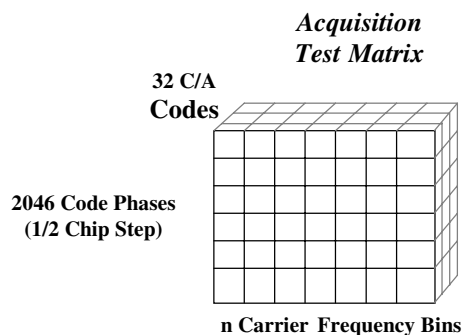 Acquisition
Test Matrix
32 C/A
Codes
2046 Code Phases
(1/2 Chip Step)
n Carrier Frequency Bins